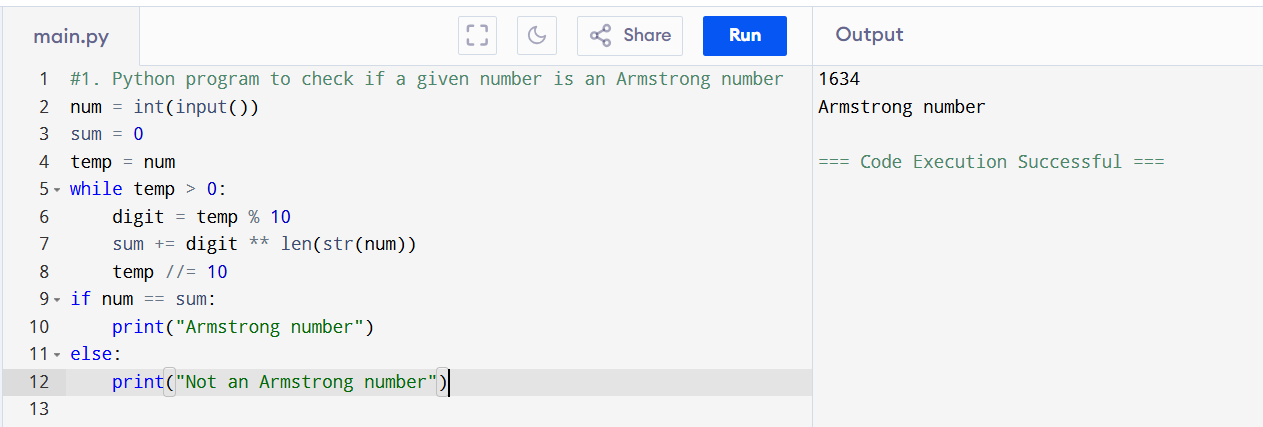 main.py Share Run Output
1 #1. Python program to check if a given number is an Armstrong number
2 num = int(input())
3 sum = 0
4 temp = num
5 while temp > 0:
6     digit = temp % 10
7     sum += digit ** len(str(num))
8     temp //= 10
9 if num == sum:
10     print("Armstrong number")
11 else:
12     print("Not an Armstrong number")
13
1634
Armstrong number
=== Code Execution Successful ===